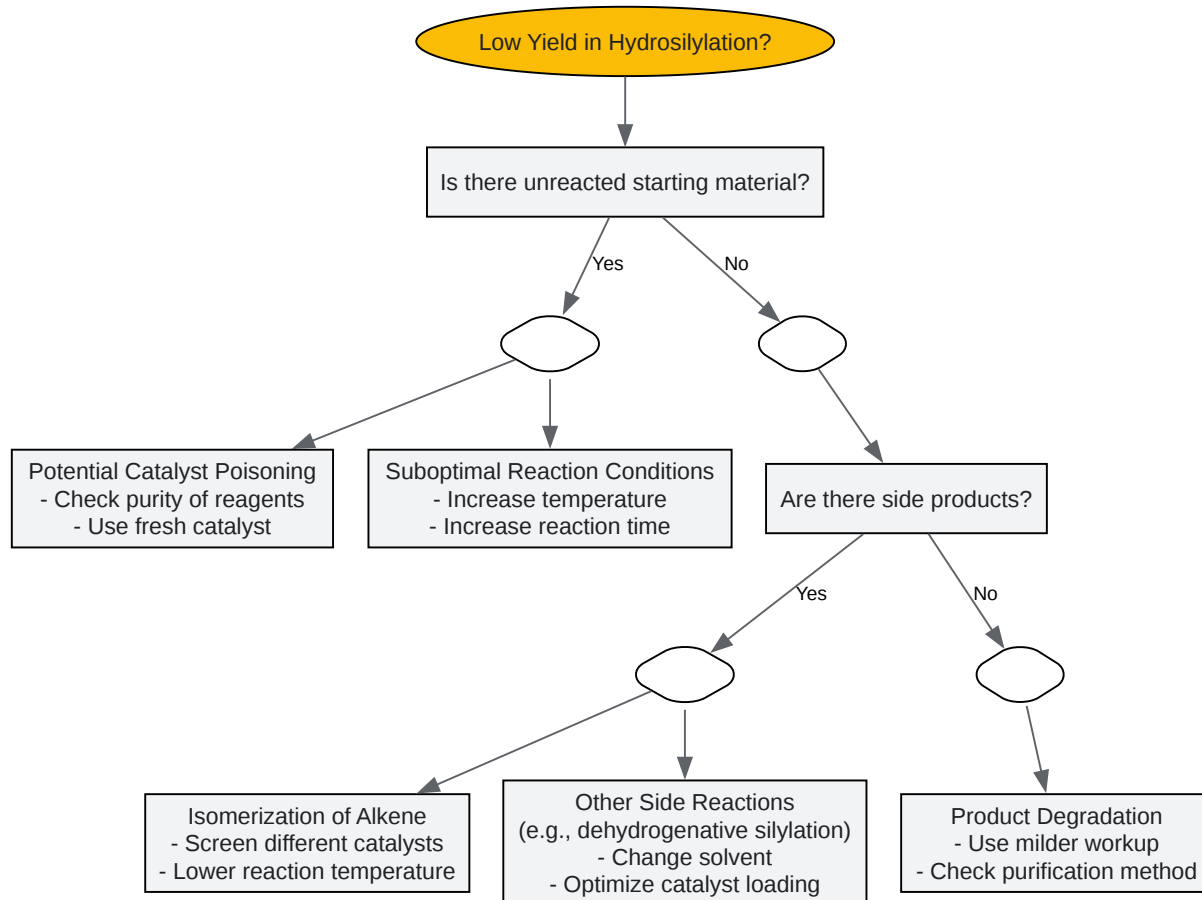 Low Yield in Hydrosilylation?
Is there unreacted starting material?
Yes
No
Potential Catalyst Poisoning
- Check purity of reagents
- Use fresh catalyst
Suboptimal Reaction Conditions
- Increase temperature
- Increase reaction time
Are there side products?
Yes
No
Isomerization of Alkene
- Screen different catalysts
- Lower reaction temperature
Other Side Reactions
(e.g., dehydrogenative silylation)
- Change solvent
- Optimize catalyst loading
Product Degradation
- Use milder workup
- Check purification method